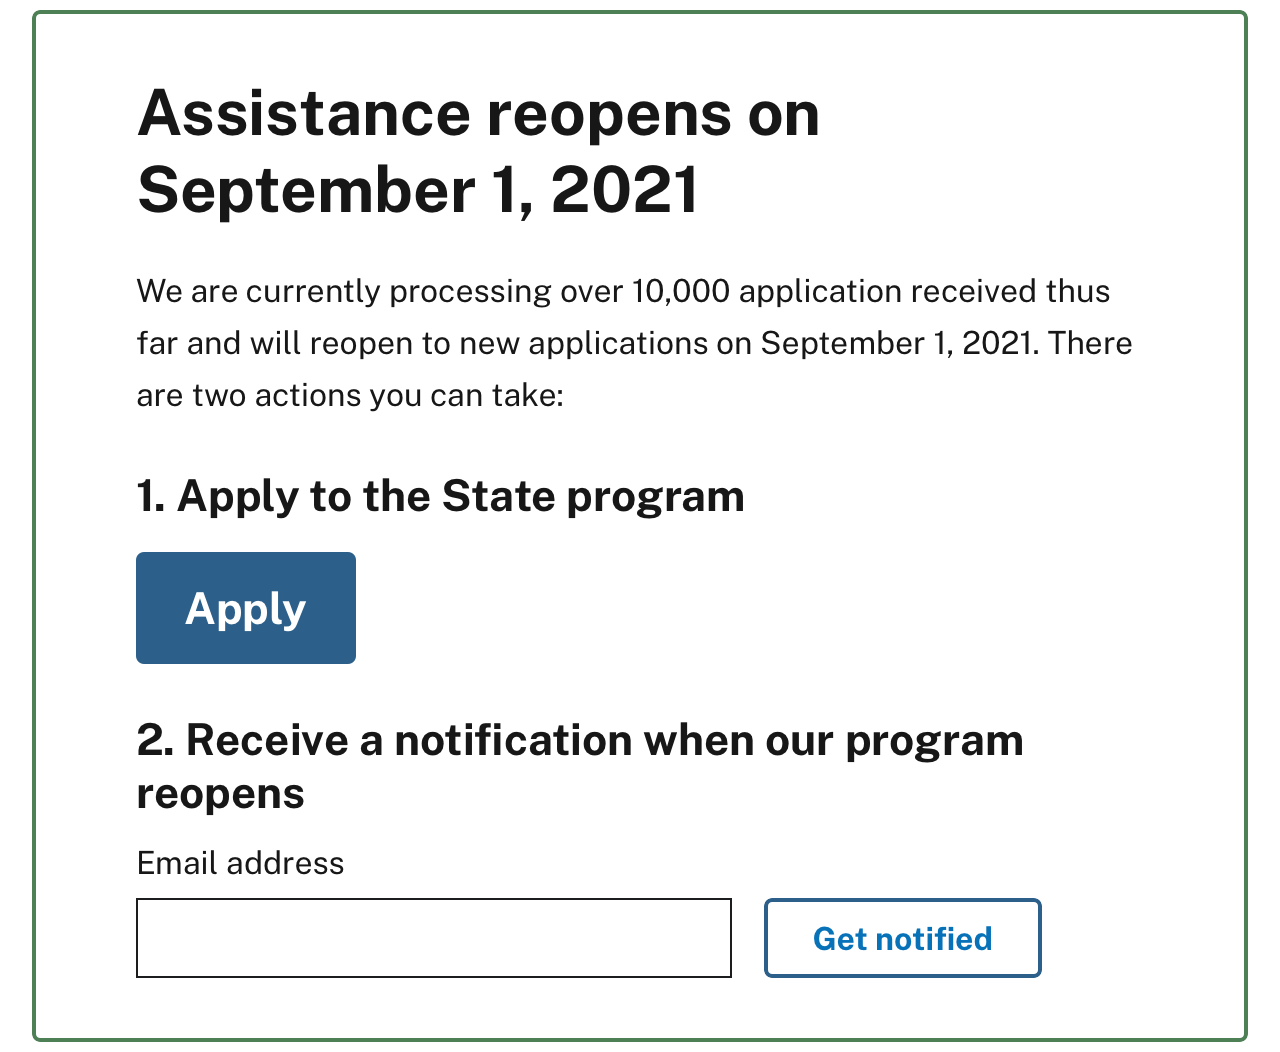 Assistance reopens on
September 1, 2021
We are currently processing over 10,000 application received thus
far and will reopen to new applications on September 1, 2021. There
are two actions you can take:
1. Apply to the State program
Apply
2. Receive a notification when our program
reopens
Email address
Get notified